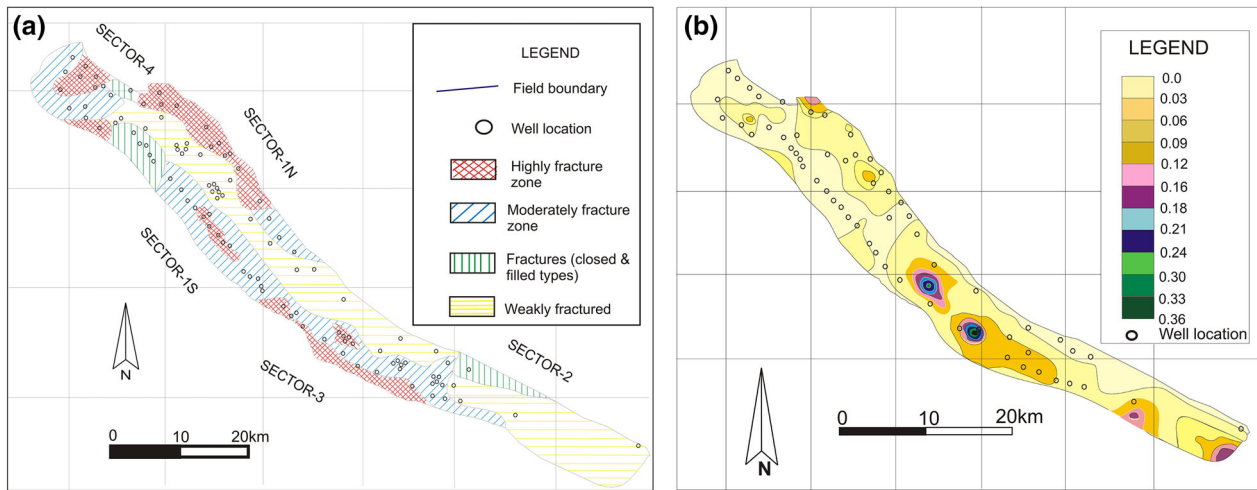 (a)
SECTOR-4
SECTOR-1N
SECTOR-1S
SECTOR-3
SECTOR-2
N
0 10 20km
LEGEND
Field boundary
Well location
Highly fracture
zone
Moderately fracture
zone
Fractures (closed &
filled types)
Weakly fractured
(b)
N
0 10 20km
LEGEND
0.0
0.03
0.06
0.09
0.12
0.16
0.18
0.21
0.24
0.30
0.33
0.36
Well location